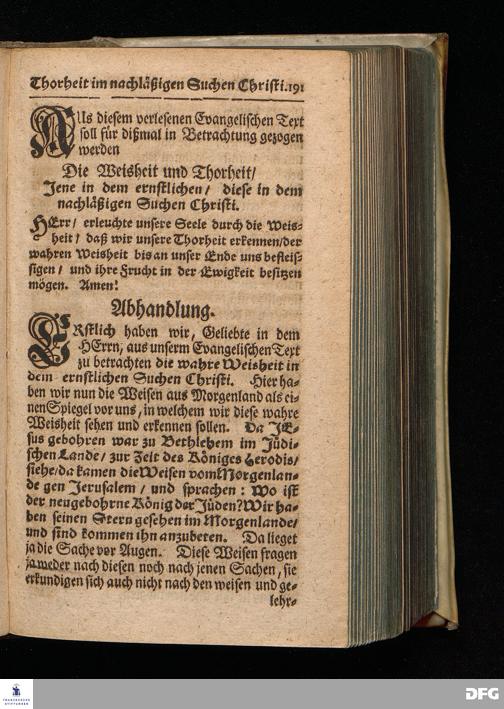 Thorheit im nachläßigen Suchen Christi. 191
Aus diesem verlesenen Evangelischen Text
soll für dißmal in Betrachtung gezogen
werden
Die Weisheit und Thorheit/
Jene in dem ernstlichen/ diese in dem
nachläßigen Suchen Christi.
HErr/ erleuchte unsere Seele durch die Weis-
heit/ daß wir unsere Thorheit erkennen/der
wahren Weisheit bis an unser Ende uns befleis-
sigen/ und ihre Frucht in der Ewigkeit besitzen
mögen. Amen!
Abhandlung.
ERstlich haben wir, Geliebte in dem
HErrn, aus unserm Evangelischen Text
zu betrachten die wahre Weisheit in
dem ernstlichen Suchen Christi. Hier ha-
ben wir nun die Weisen aus Morgenland als ei-
nen Spiegel vor uns, in welchem wir diese wahre
Weisheit sehen und erkennen sollen. Da JE-
sus gebohren war zu Bethlehem im Jüdi-
schen Lande/ zur Zeit des Königes Herodis/
siehe/da kamen die Weisen vom Morgenlan-
de gen Jerusalem/ und sprachen: Wo ist
der neugebohrne König der Jüden? Wir ha-
ben seinen Stern gesehen im Morgenlande/
und sind kommen ihn anzubeten. Da lieget
ja die Sache vor Augen. Diese Weisen fragen
ja weder nach diesen noch nach jenen Sachen, sie
erkundigen sich auch nicht nach den weisen und ge-
lehr-
FRANCKESCHE
STIFTUNGEN
DFG